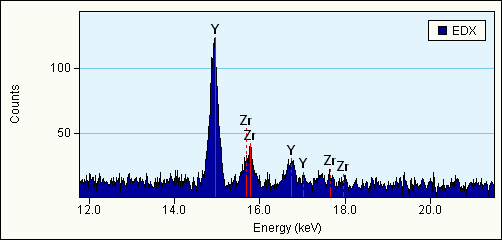 Y
EDX
100
Counts
Zr
Zr
50
Y
Y
Zr
Zr
12.0 14.0 16.0 18.0 20.0
Energy (keV)